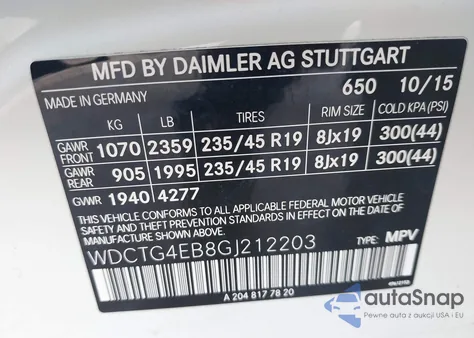 MFD BY DAIMLER AG STUTTGART
650 10/15
MADE IN GERMANY
KG LB TIRES RIM SIZE COLD KPA(PSI)
GAWR FRONT 1070 2359 235/45 R19 8Jx19 300(44)
GAWR REAR 905 1995 235/45 R19 8Jx19 300(44)
GWR 1940 4277
THIS VEHICLE CONFORMS TO ALL APPLICABLE FEDERAL MOTOR VEHICLE
SAFETY AND THEFT PREVENTION STANDARDS IN EFFECT ON THE DATE
OF MANUFACTURE SHOWN ABOVE.
WDCTG4EB8GJ212203 TYPE: MPV
A 204 817 78 20
autoSnap
Pewne auta z aukcji USA i EU